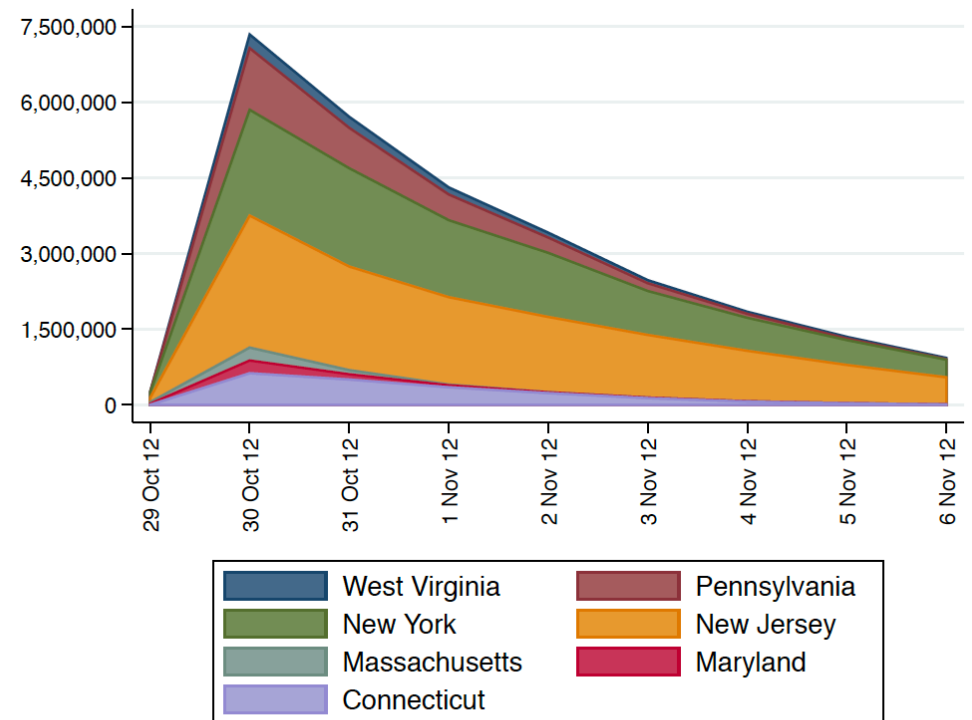 7,500,000
6,000,000
4,500,000
3,000,000
1,500,000
0
29 Oct 12
30 Oct 12
31 Oct 12
1 Nov 12
2 Nov 12
3 Nov 12
4 Nov 12
5 Nov 12
6 Nov 12
West Virginia Pennsylvania
New York New Jersey
Massachusetts Maryland
Connecticut